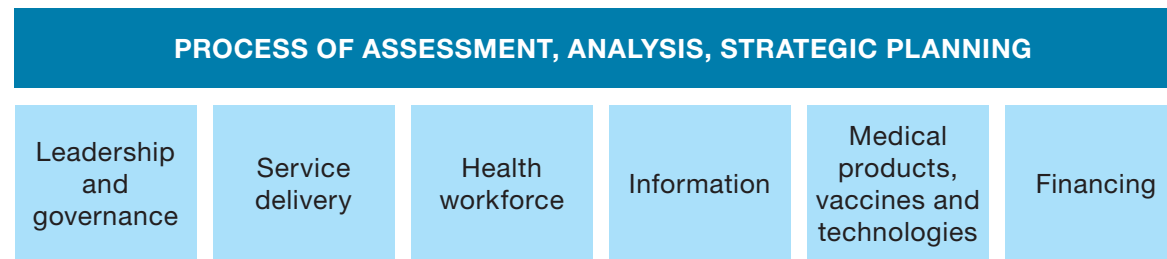 PROCESS OF ASSESSMENT, ANALYSIS, STRATEGIC PLANNING
Leadership
and
governance
Service
delivery
Health
workforce
Information
Medical
products,
vaccines and
technologies
Financing